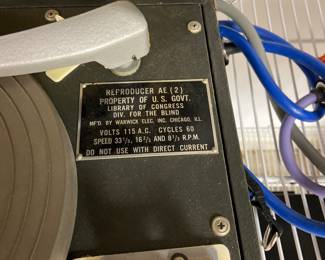 REPRODUCER AE (2)
PROPERTY OF U.S. GOVT.
LIBRARY OF CONGRESS
DIV. FOR THE BLIND
MF'D. BY WARWICK ELEC. INC. CHICAGO, ILL.
VOLTS 115 A.C. CYCLES 60
SPEED 33 1/3, 16 2/3 AND 8 1/3 R.P.M.
DO NOT USE WITH DIRECT CURRENT